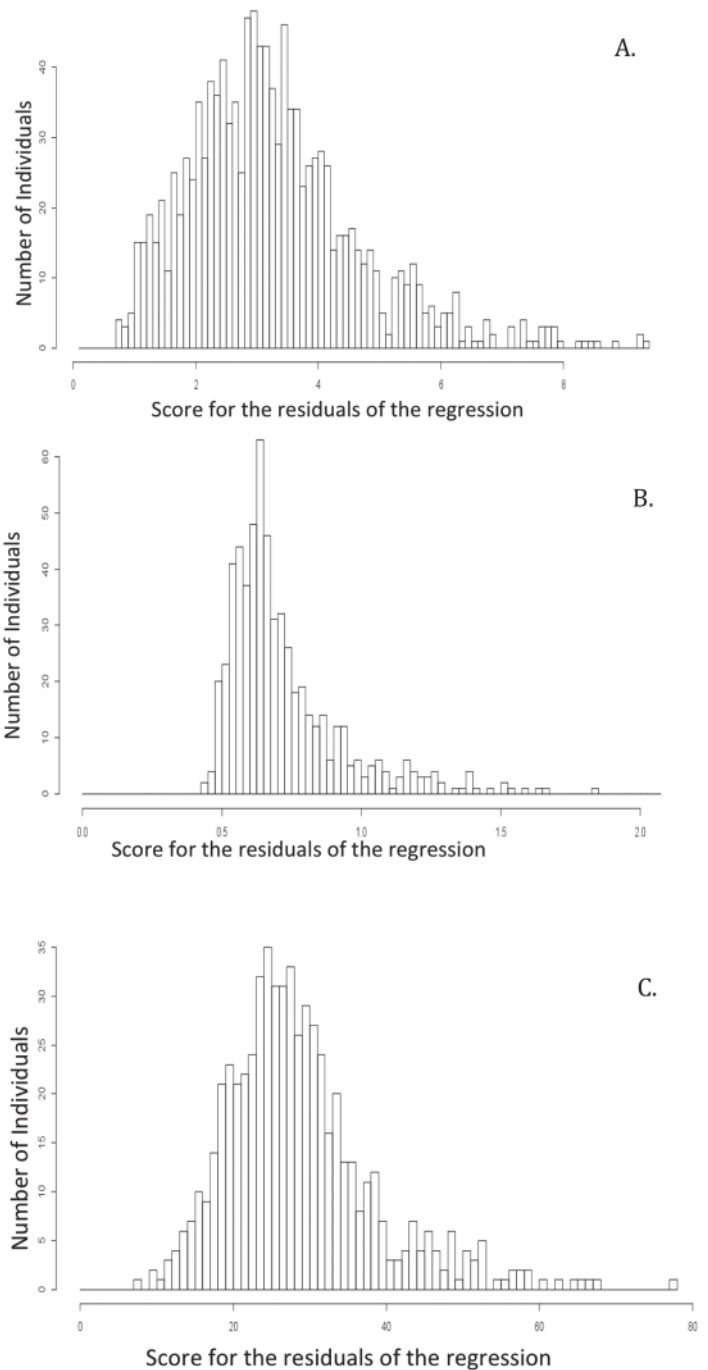 A.
Number of Individuals
40
30
20
10
0
0 2 4 6 8
Score for the residuals of the regression
B.
Number of Individuals
60
50
40
30
20
10
0
0.0 0.5 1.0 1.5 2.0
Score for the residuals of the regression
C.
Number of Individuals
35
30
25
20
15
10
5
0
0 20 40 60 80
Score for the residuals of the regression